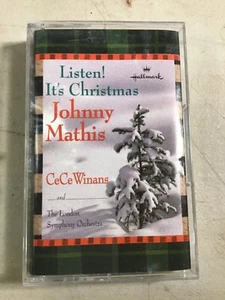 Listen!
It's Christmas
Hallmark
Johnny
Mathis
CeCe Winans
and
The London
Symphony Orchestra